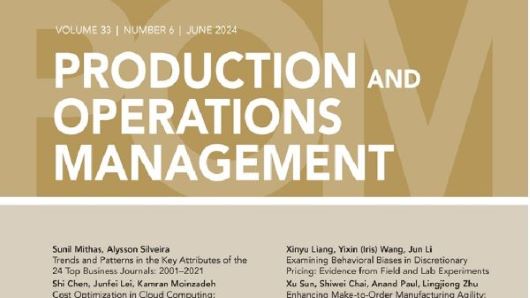 VOLUME 33 | NUMBER 6 | JUNE 2024
POM
PRODUCTION AND
OPERATIONS
MANAGEMENT
Sunil Mithas, Alysson Silveira
Trends and Patterns in the Key Attributes of the
24 Top Business Journals: 2001–2021
Shi Chen, Junfei Lei, Kamran Moinzadeh
Cost Optimization in Cloud Computing:
Xinyu Liang, Yixin (Iris) Wang, Jun Li
Examining Behavioral Biases in Discretionary
Pricing: Evidence from Field and Lab Experiments
Xu Sun, Shiwei Chai, Anand Paul, Lingjiong Zhu
Enhancing Make-to-Order Manufacturing Agility: